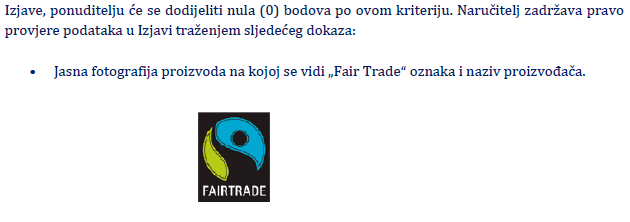 Izjave, ponuditelju će se dodijeliti nula (0) bodova po ovom kriteriju. Naručitelj zadržava pravo
provjere podataka u Izjavi traženjem sljedećeg dokaza:
• Jasna fotografija proizvoda na kojoj se vidi „Fair Trade“ oznaka i naziv proizvođača.
FAIRTRADE